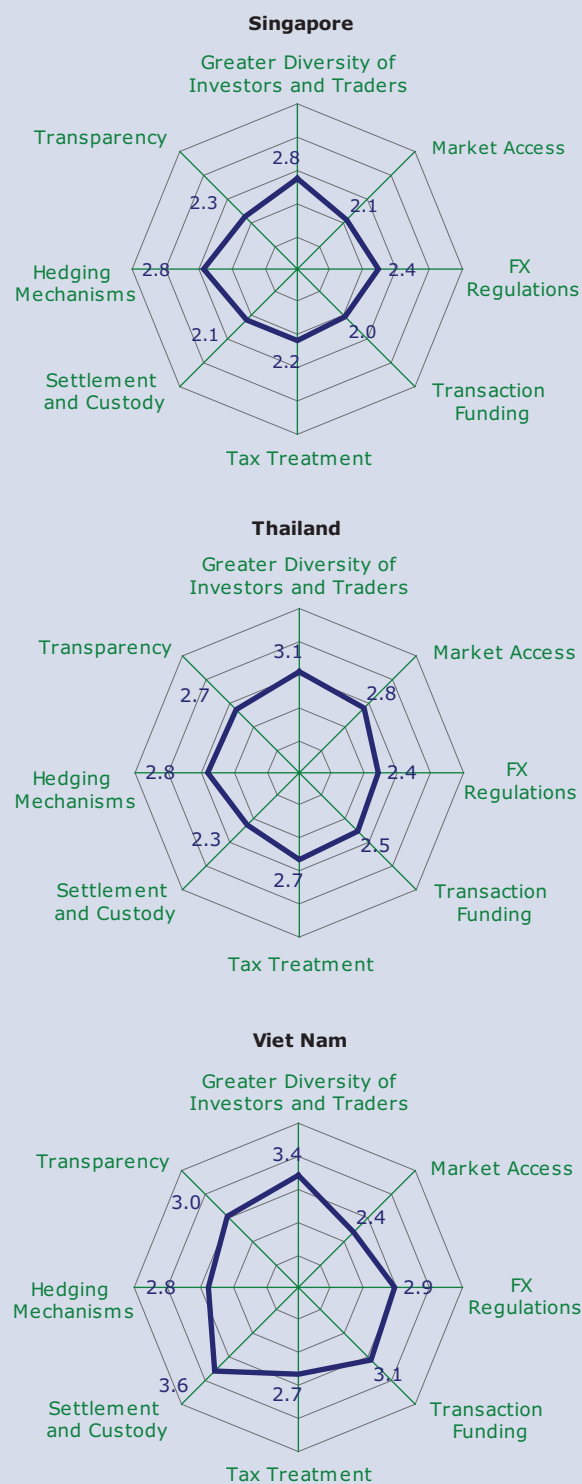 Singapore
Greater Diversity of
Investors and Traders
Transparency
Market Access
2.8
2.3
2.1
Hedging
Mechanisms
2.8
2.4
FX
Regulations
2.1
2.0
2.2
Settlement
and Custody
Transaction
Funding
Tax Treatment
Thailand
Greater Diversity of
Investors and Traders
Transparency
Market Access
3.1
2.7
2.8
Hedging
Mechanisms
2.8
2.4
FX
Regulations
2.3
2.5
2.7
Settlement
and Custody
Transaction
Funding
Tax Treatment
Viet Nam
Greater Diversity of
Investors and Traders
Transparency
Market Access
3.4
3.0
2.4
Hedging
Mechanisms
2.8
2.9
FX
Regulations
3.6
3.1
2.7
Settlement
and Custody
Transaction
Funding
Tax Treatment